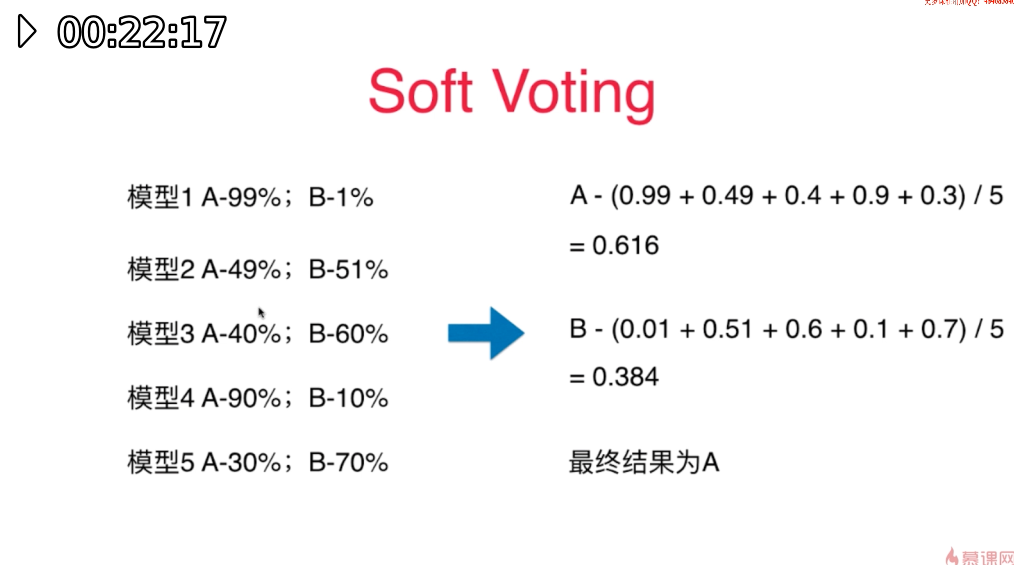 00:22:17
Soft Voting
模型1 A-99%；B-1%
模型2 A-49%；B-51%
模型3 A-40%；B-60%
模型4 A-90%；B-10%
模型5 A-30%；B-70%
A - (0.99 + 0.49 + 0.4 + 0.9 + 0.3) / 5
= 0.616
B - (0.01 + 0.51 + 0.6 + 0.1 + 0.7) / 5
= 0.384
最终结果为A
慕课网